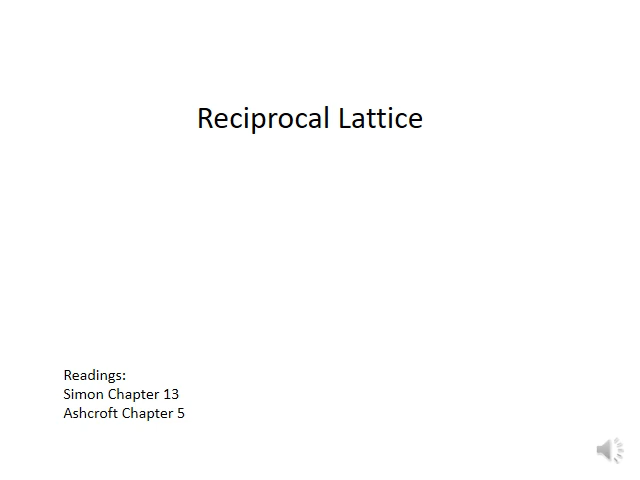 Reciprocal Lattice
Readings:
Simon Chapter 13
Ashcroft Chapter 5